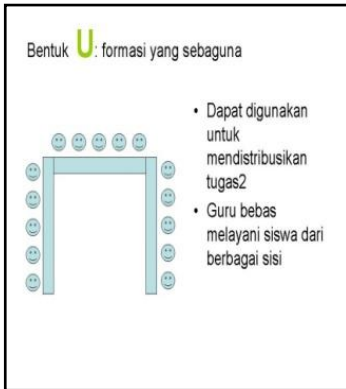 Bentuk U: formasi yang sebaguna
• Dapat digunakan
untuk
mendistribusikan
tugas2
• Guru bebas
melayani siswa dari
berbagai sisi